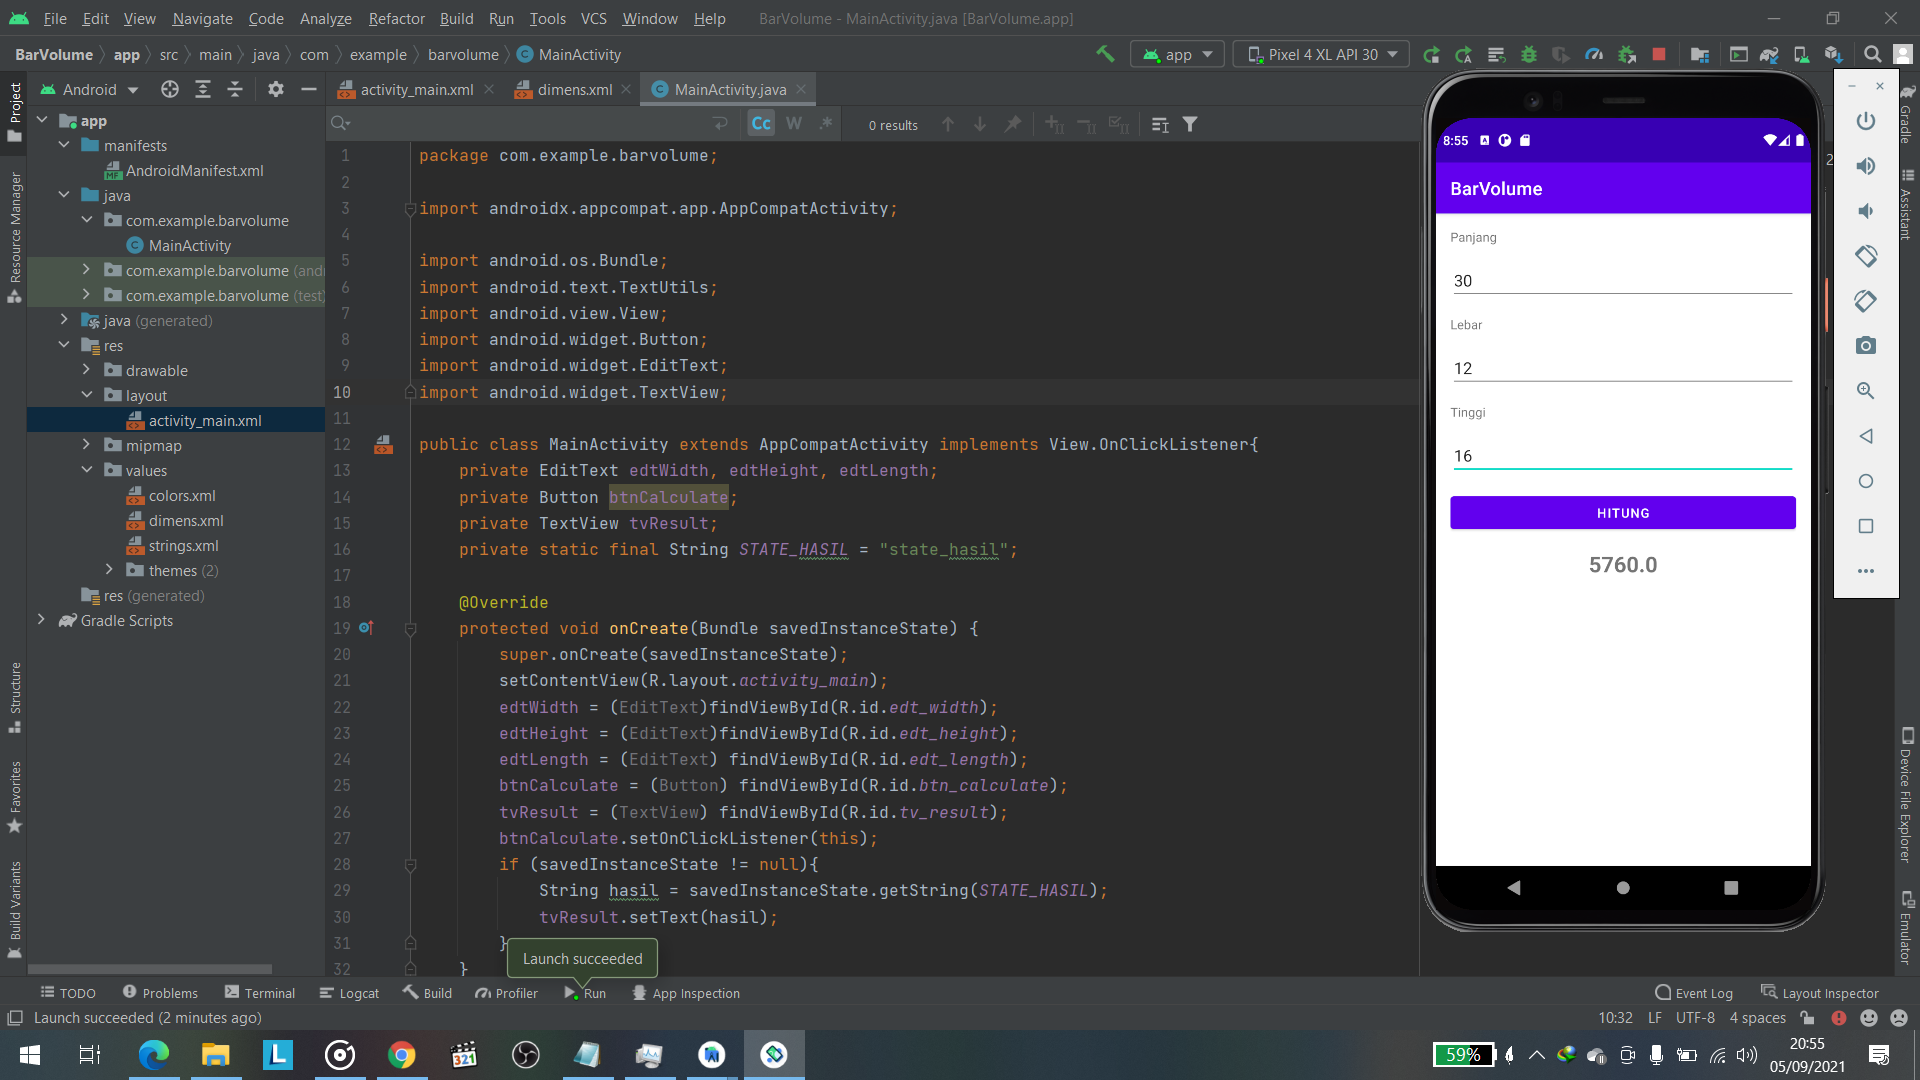 File Edit View Navigate Code Analyze Refactor Build Run Tools VCS Window Help BarVolume - MainActivity.java [BarVolume.app]
BarVolume app src main java com example barvolume MainActivity app Pixel 4 XL API 30
Android activity_main.xml dimens.xml MainActivity.java
Cc W .* 0 results
Project
Resource Manager
Structure
Favorites
Build Variants
app
manifests
AndroidManifest.xml
java
com.example.barvolume
MainActivity
com.example.barvolume (andr
com.example.barvolume (test)
java (generated)
res
drawable
layout
activity_main.xml
mipmap
values
colors.xml
dimens.xml
strings.xml
themes (2)
res (generated)
Gradle Scripts
1 package com.example.barvolume;
2
3 import androidx.appcompat.app.AppCompatActivity;
4
5 import android.os.Bundle;
6 import android.text.TextUtils;
7 import android.view.View;
8 import android.widget.Button;
9 import android.widget.EditText;
10 import android.widget.TextView;
11
12 public class MainActivity extends AppCompatActivity implements View.OnClickListener{
13 private EditText edtWidth, edtHeight, edtLength;
14 private Button btnCalculate;
15 private TextView tvResult;
16 private static final String STATE_HASIL = "state_hasil";
17
18 @Override
19 protected void onCreate(Bundle savedInstanceState) {
20 super.onCreate(savedInstanceState);
21 setContentView(R.layout.activity_main);
22 edtWidth = (EditText)findViewById(R.id.edt_width);
23 edtHeight = (EditText)findViewById(R.id.edt_height);
24 edtLength = (EditText) findViewById(R.id.edt_length);
25 btnCalculate = (Button) findViewById(R.id.btn_calculate);
26 tvResult = (TextView) findViewById(R.id.tv_result);
27 btnCalculate.setOnClickListener(this);
28 if (savedInstanceState != null){
29 String hasil = savedInstanceState.getString(STATE_HASIL);
30 tvResult.setText(hasil);
31 }
32 }
Launch succeeded
8:55
BarVolume
Panjang
30
Lebar
12
Tinggi
16
HITUNG
5760.0
2
Gradle
Assistant
Device File Explorer
Emulator
TODO Problems Terminal Logcat Build Profiler Run App Inspection Event Log Layout Inspector
Launch succeeded (2 minutes ago) 10:32 LF UTF-8 4 spaces
L 321 59% 20:55
05/09/2021